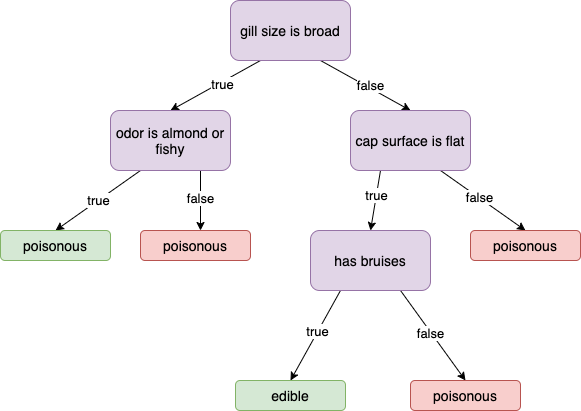 gill size is broad
true
false
odor is almond or
fishy
cap surface is flat
true
false
true
false
poisonous
poisonous
has bruises
poisonous
true
false
edible
poisonous